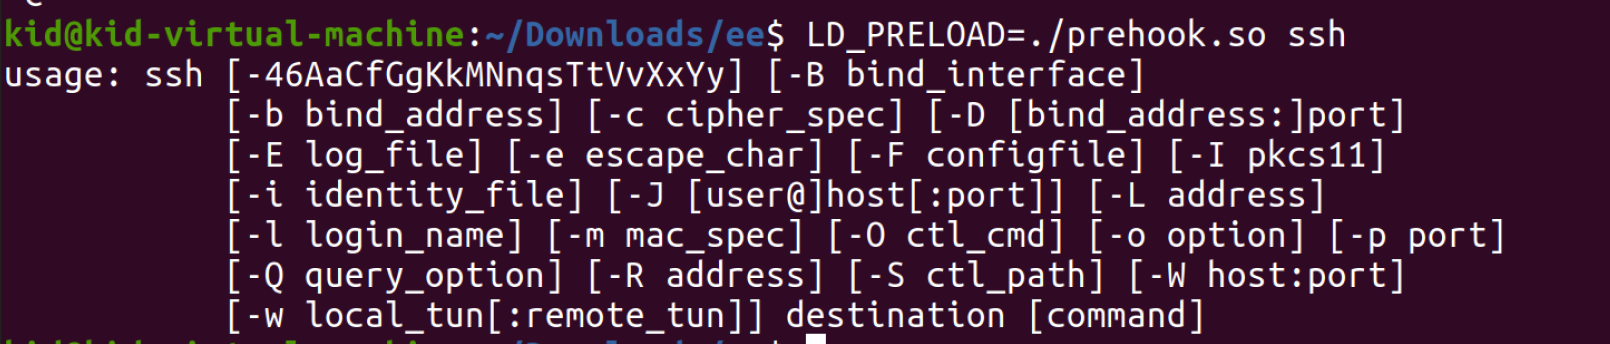 kid@kid-virtual-machine:~/Downloads/ee$ LD_PRELOAD=./prehook.so ssh
usage: ssh [-46AaCfGgKkMNnqsTtVvXxYy] [-B bind_interface]
           [-b bind_address] [-c cipher_spec] [-D [bind_address:]port]
           [-E log_file] [-e escape_char] [-F configfile] [-I pkcs11]
           [-i identity_file] [-J [user@]host[:port]] [-L address]
           [-l login_name] [-m mac_spec] [-O ctl_cmd] [-o option] [-p port]
           [-Q query_option] [-R address] [-S ctl_path] [-W host:port]
           [-w local_tun[:remote_tun]] destination [command]